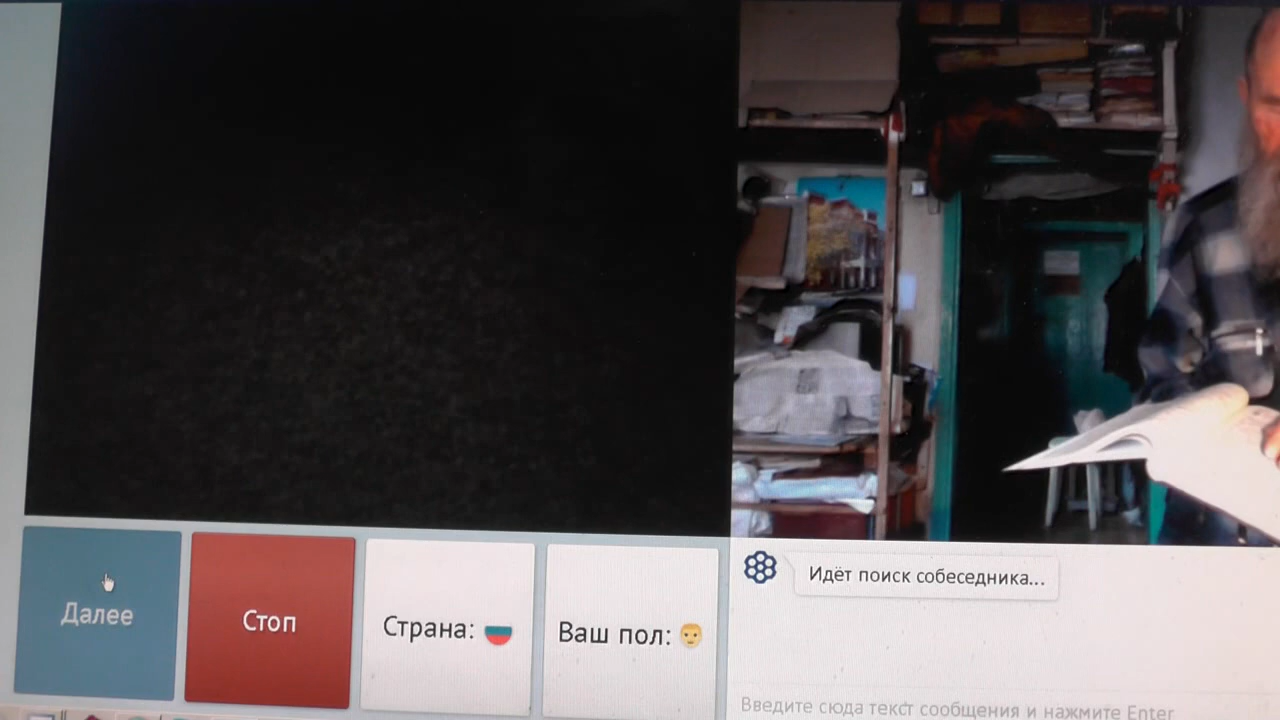 Далее
Стоп
Страна:
Ваш пол:
Идёт поиск собеседника...
Введите сюда текст сообщения и нажмите Enter